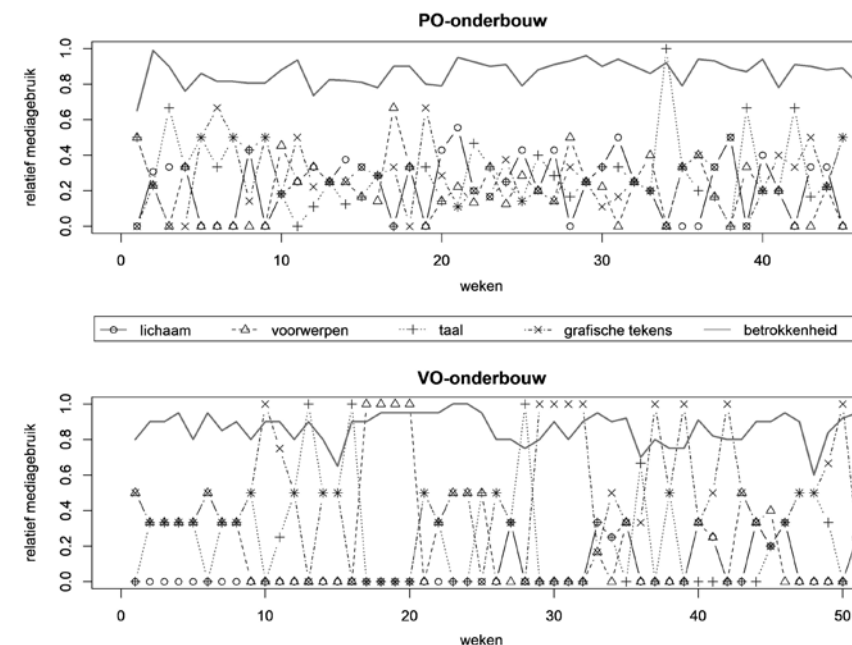 PO-onderbouw
relatief mediagebruik
1.0
0.8
0.6
0.4
0.2
0.0
0 10 20 30 40
weken
lichaam voorwerpen taal grafische tekens betrokkenheid
VO-onderbouw
relatief mediagebruik
1.0
0.8
0.6
0.4
0.2
0.0
0 10 20 30 40 50
weken